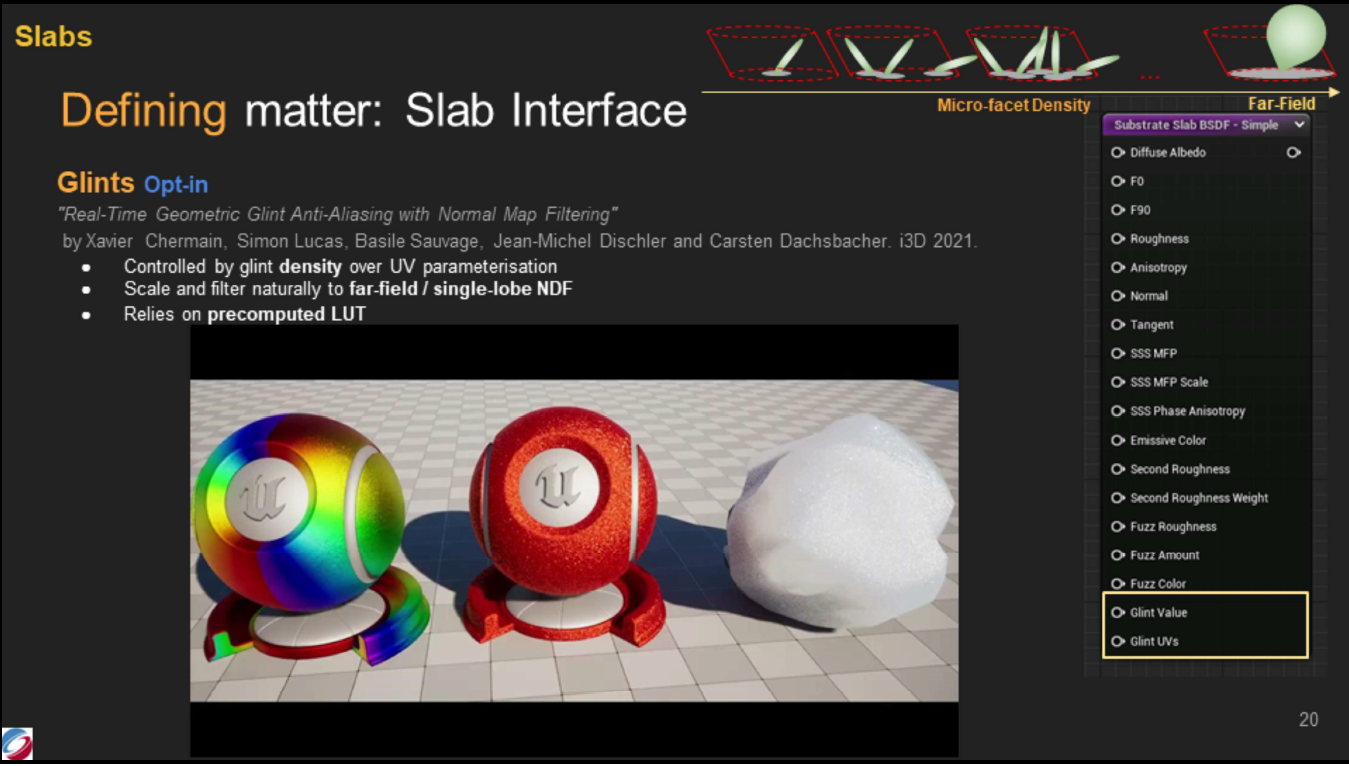 Slabs
Micro-facet Density
Far-Field
Defining matter: Slab Interface
Glints Opt-in
"Real-Time Geometric Glint Anti-Aliasing with Normal Map Filtering"
by Xavier Chermain, Simon Lucas, Basile Sauvage, Jean-Michel Dischler and Carsten Dachsbacher. i3D 2021.
● Controlled by glint density over UV parameterisation
● Scale and filter naturally to far-field / single-lobe NDF
● Relies on precomputed LUT
Substrate Slab BSDF - Simple
Diffuse Albedo
F0
F90
Roughness
Anisotropy
Normal
Tangent
SSS MFP
SSS MFP Scale
SSS Phase Anisotropy
Emissive Color
Second Roughness
Second Roughness Weight
Fuzz Roughness
Fuzz Amount
Fuzz Color
Glint Value
Glint UVs
20